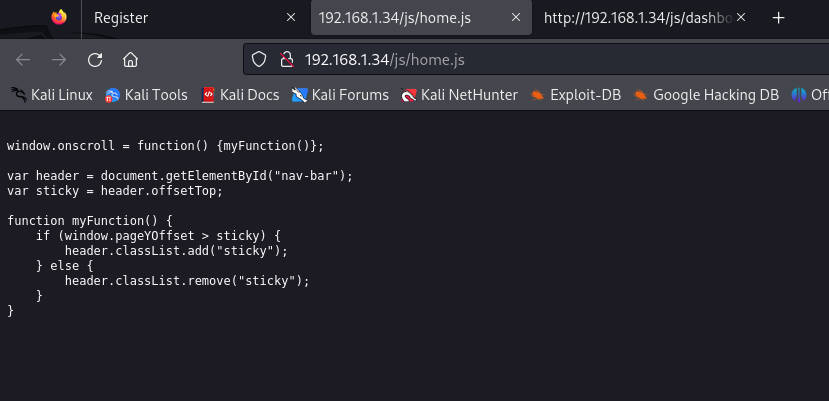 Register
192.168.1.34/js/home.js
http://192.168.1.34/js/dashbo
192.168.1.34/js/home.js
Kali Linux
Kali Tools
Kali Docs
Kali Forums
Kali NetHunter
Exploit-DB
Google Hacking DB
Of
window.onscroll = function() {myFunction()};
var header = document.getElementById("nav-bar");
var sticky = header.offsetTop;
function myFunction() {
    if (window.pageYOffset > sticky) {
        header.classList.add("sticky");
    } else {
        header.classList.remove("sticky");
    }
}